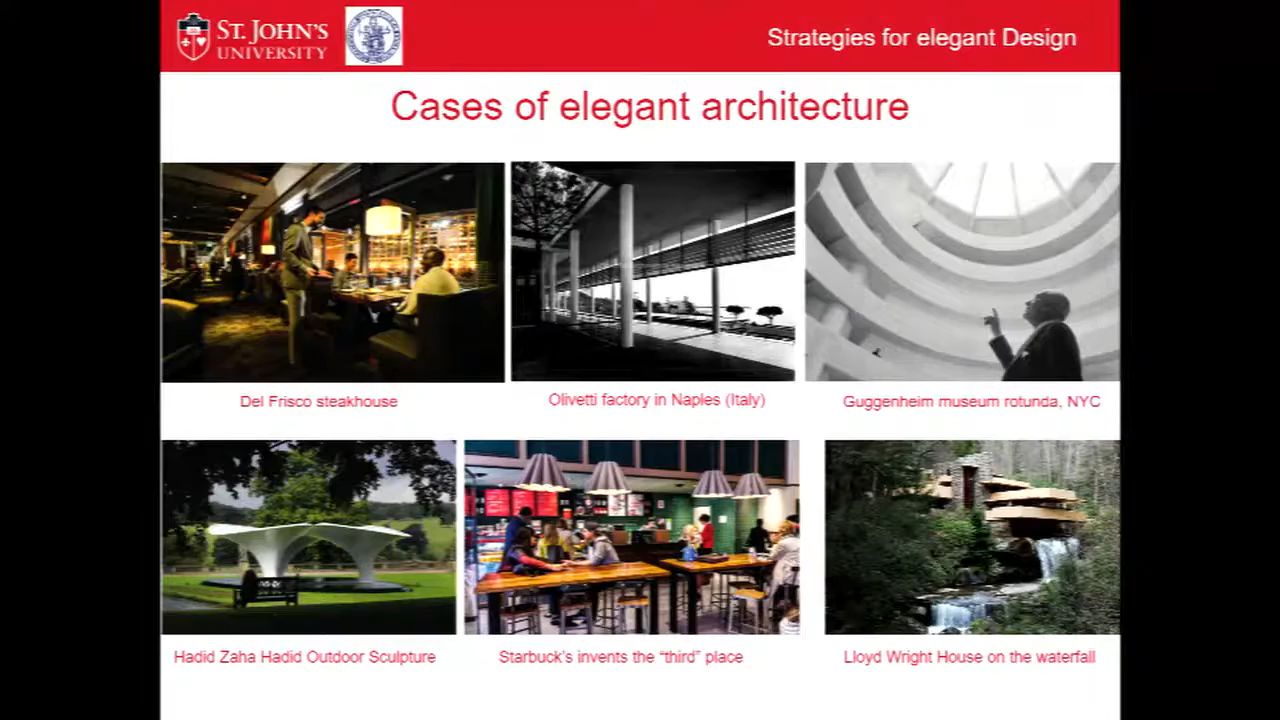 ST. JOHN'S
UNIVERSITY
Strategies for elegant Design
Cases of elegant architecture
Del Frisco steakhouse
Olivetti factory in Naples (Italy)
Guggenheim museum rotunda, NYC
Hadid Zaha Hadid Outdoor Sculpture
Starbuck's invents the “third” place
Lloyd Wright House on the waterfall